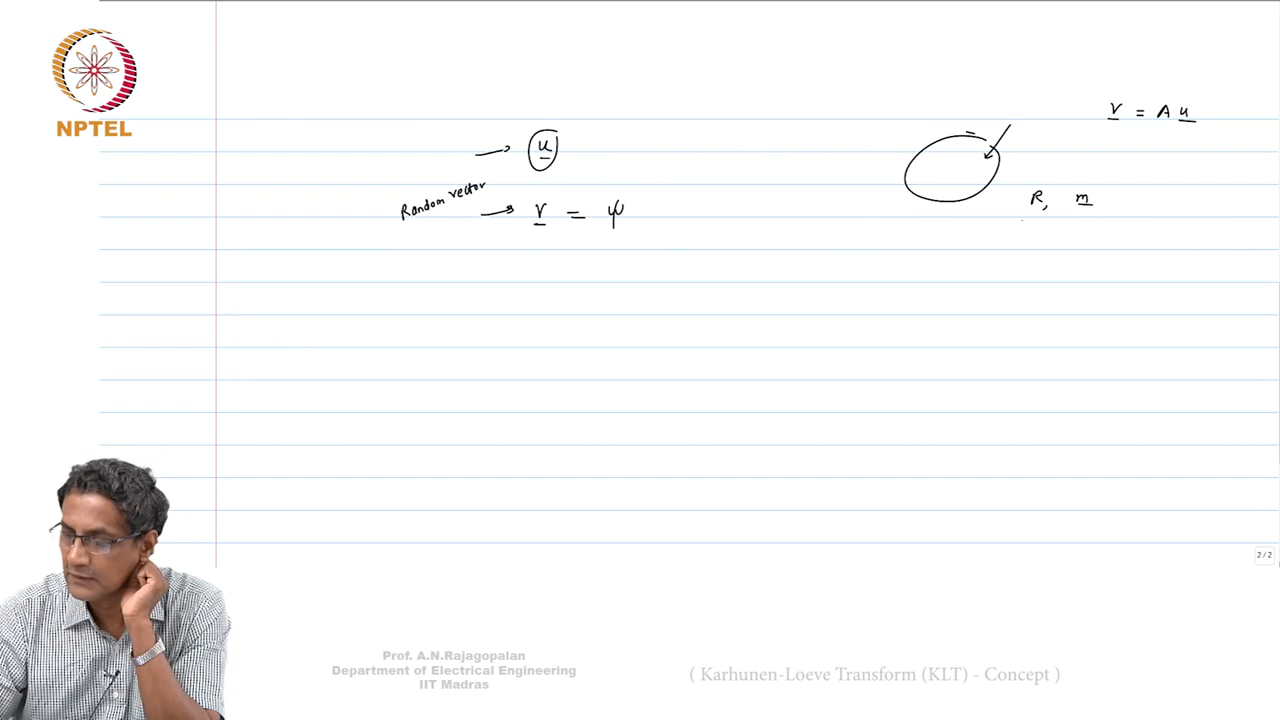 NPTEL
v = A u
u
R, m
Random vector
v = ψ
2/2
Prof. A.N.Rajagopalan
Department of Electrical Engineering
IIT Madras
( Karhunen-Loeve Transform (KLT) - Concept )